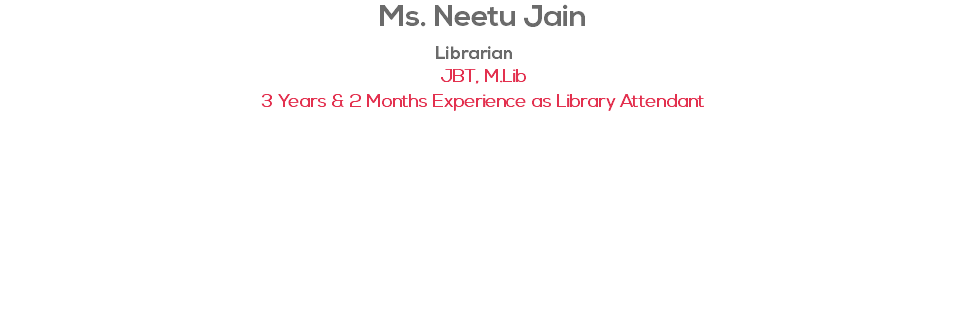 Ms. Neetu Jain
Librarian
JBT, M.Lib
3 Years & 2 Months Experience as Library Attendant